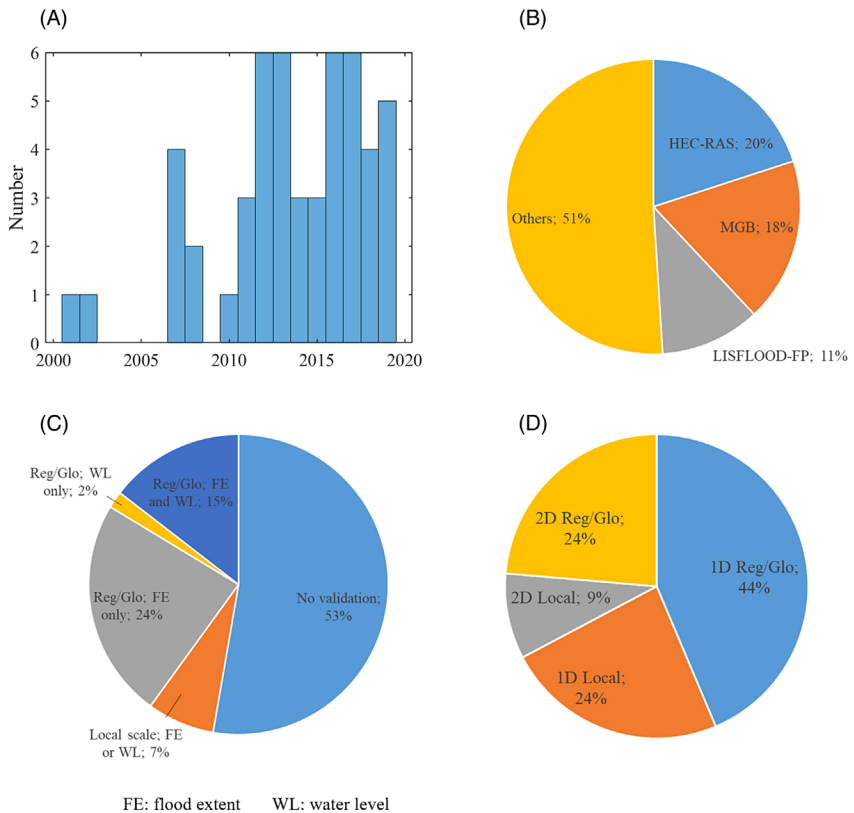 (A)
6
5
4
3
2
1
0
Number
2000 2005 2010 2015 2020
(B)
HEC-RAS; 20%
MGB; 18%
Others; 51%
LISFLOOD-FP; 11%
(C)
Reg/Glo; WL
only; 2%
Reg/Glo; FE
and WL; 15%
Reg/Glo; FE
only; 24%
No validation;
53%
Local scale; FE
or WL; 7%
(D)
2D Reg/Glo;
24%
1D Reg/Glo;
44%
2D Local; 9%
1D Local;
24%
FE: flood extent WL: water level